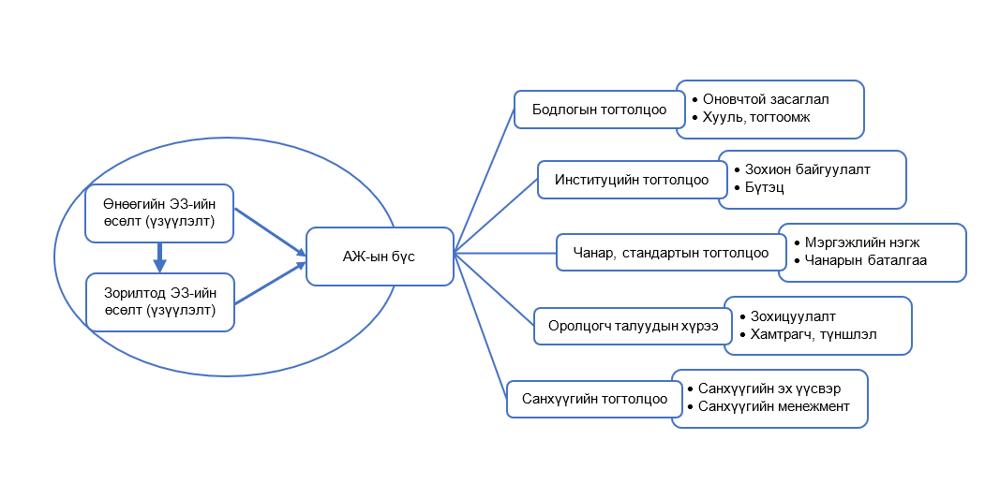 Өнөөгийн ЭЗ-ийн
өсөлт (үзүүлэлт)
Зорилтод ЭЗ-ийн
өсөлт (үзүүлэлт)
АЖ-ын бүс
Бодлогын тогтолцоо
• Оновчтой засаглал
• Хууль, тогтоомж
Институцийн тогтолцоо
• Зохион байгуулалт
• Бүтэц
Чанар, стандартын тогтолцоо
• Мэргэжлийн нэгж
• Чанарын баталгаа
Оролцогч талуудын хүрээ
• Зохицуулалт
• Хамтрагч, түншлэл
Санхүүгийн тогтолцоо
• Санхүүгийн эх үүсвэр
• Санхүүгийн менежмент